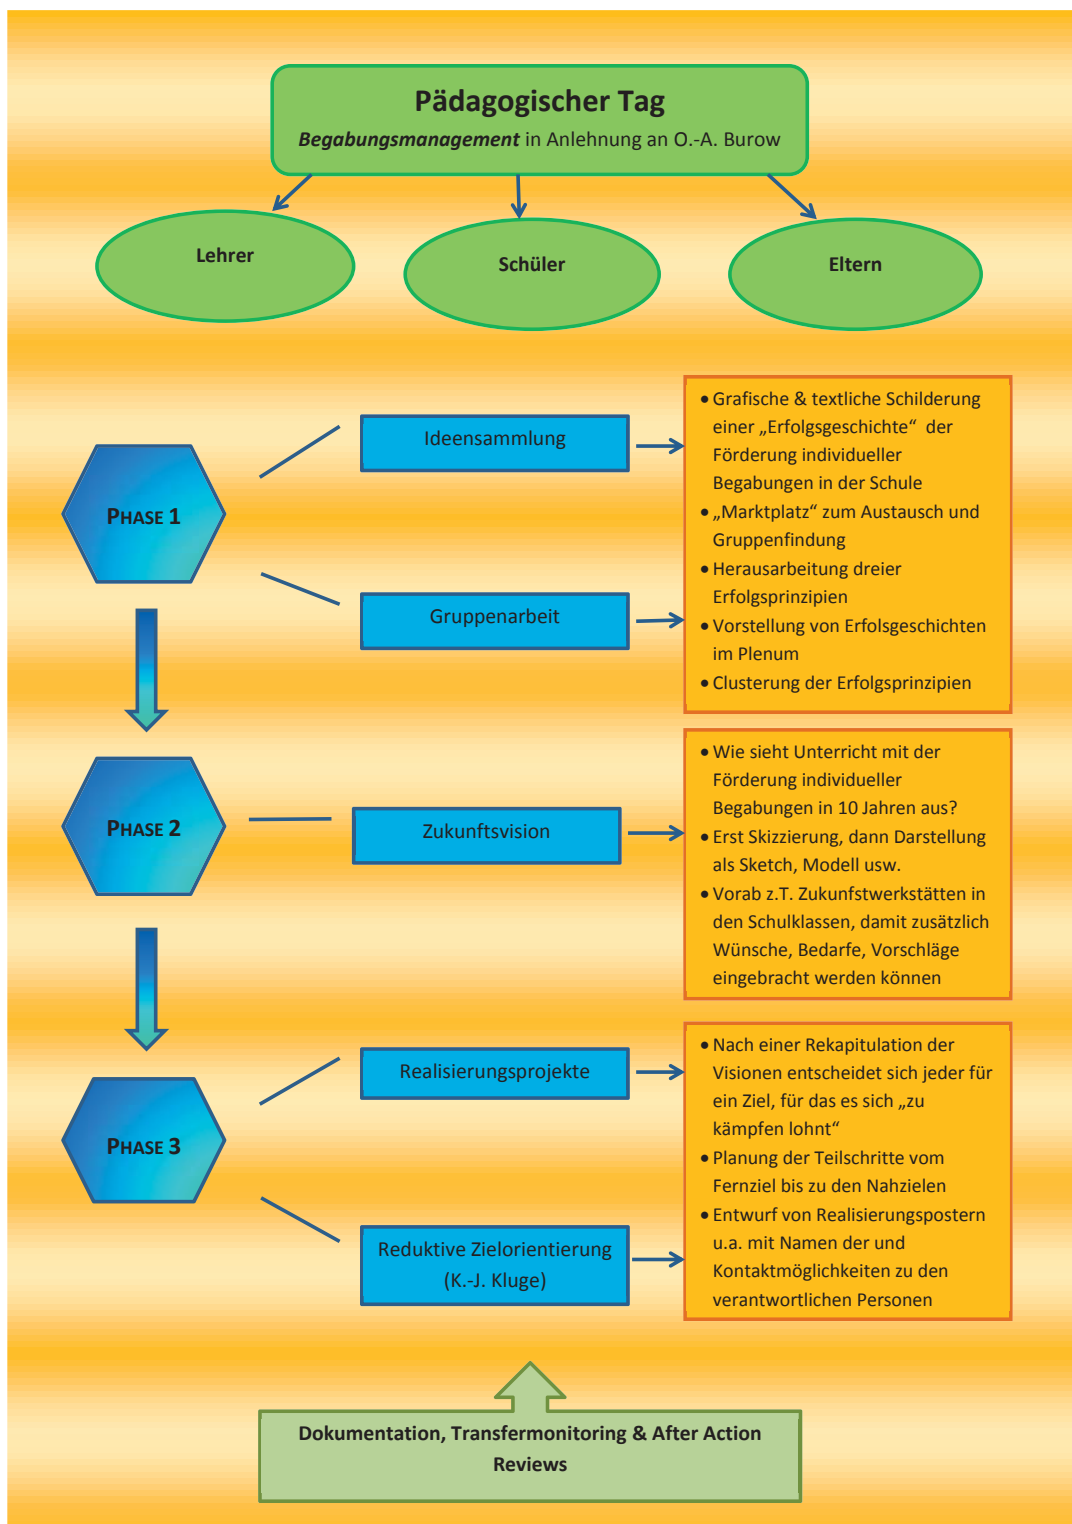 Pädagogischer Tag
Begabungsmanagement in Anlehnung an O.-A. Burow
Lehrer
Schüler
Eltern
PHASE 1
Ideensammlung
Gruppenarbeit
• Grafische & textliche Schilderung
einer „Erfolgsgeschichte“ der
Förderung individueller
Begabungen in der Schule
• „Marktplatz“ zum Austausch und
Gruppenfindung
• Herausarbeitung dreier
Erfolgsprinzipien
• Vorstellung von Erfolsgeschichten
im Plenum
• Clusterung der Erfolgsprinzipien
PHASE 2
Zukunftsvision
• Wie sieht Unterricht mit der
Förderung individueller
Begabungen in 10 Jahren aus?
• Erst Skizzierung, dann Darstellung
als Sketch, Modell usw.
• Vorab z.T. Zukunfstwerkstätten in
den Schulklassen, damit zusätzlich
Wünsche, Bedarfe, Vorschläge
eingebracht werden können
PHASE 3
Realisierungsprojekte
Reduktive Zielorientierung
(K.-J. Kluge)
• Nach einer Rekapitulation der
Visionen entscheidet sich jeder für
ein Ziel, für das es sich „zu
kämpfen lohnt“
• Planung der Teilschritte vom
Fernziel bis zu den Nahzielen
• Entwurf von Realisierungspostern
u.a. mit Namen der und
Kontaktmöglichkeiten zu den
verantwortlichen Personen
Dokumentation, Transfermonitoring & After Action
Reviews